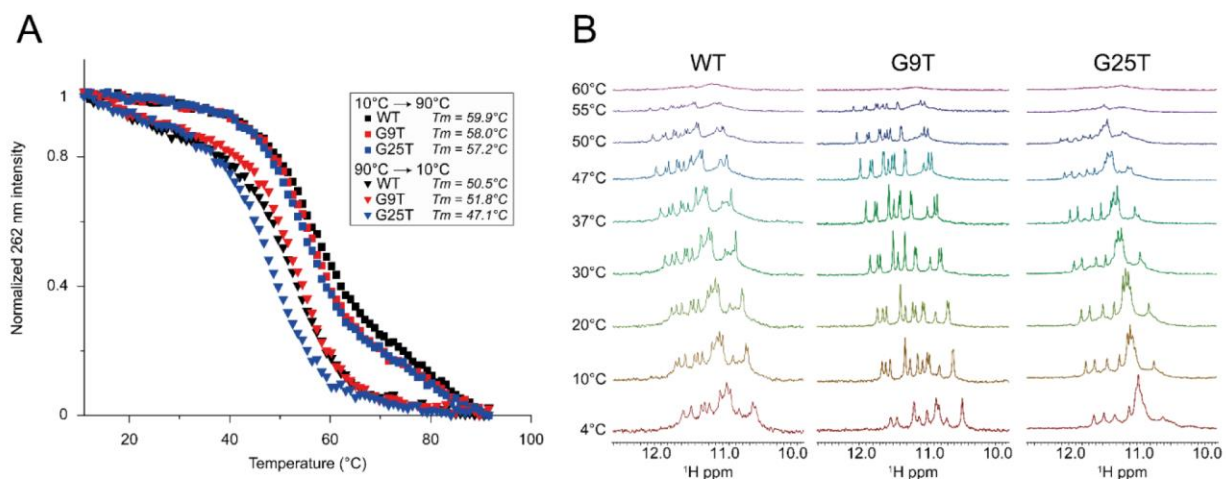 A
Normalized 262 nm intensity
1
0.8
0.4
0
20
40
60
80
100
Temperature (°C)
10°C → 90°C
WT Tm = 59.9°C
G9T Tm = 58.0°C
G25T Tm = 57.2°C
90°C → 10°C
WT Tm = 50.5°C
G9T Tm = 51.8°C
G25T Tm = 47.1°C
B
WT G9T G25T
60°C
55°C
50°C
47°C
37°C
30°C
20°C
10°C
4°C
12.0 11.0 10.0 12.0 11.0 10.0 12.0 11.0 10.0
¹H ppm ¹H ppm ¹H ppm